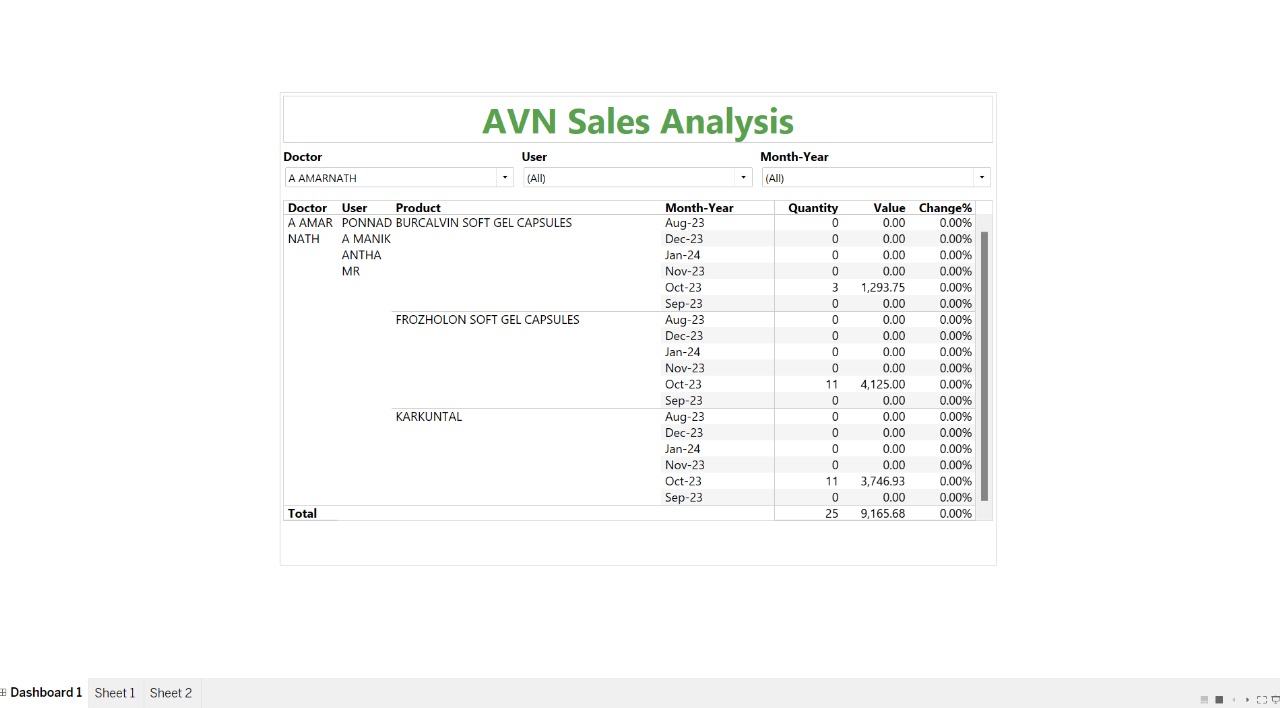 AVN Sales Analysis
Doctor User Month-Year
A AMARNATH (All) (All)
Doctor User Product Month-Year Quantity Value Change%
A AMAR PONNAD BURCALVIN SOFT GEL CAPSULES Aug-23 0 0.00 0.00%
NATH A MANIK Dec-23 0 0.00 0.00%
ANTHA Jan-24 0 0.00 0.00%
MR Nov-23 0 0.00 0.00%
Oct-23 3 1,293.75 0.00%
Sep-23 0 0.00 0.00%
FROZHOLON SOFT GEL CAPSULES Aug-23 0 0.00 0.00%
Dec-23 0 0.00 0.00%
Jan-24 0 0.00 0.00%
Nov-23 0 0.00 0.00%
Oct-23 11 4,125.00 0.00%
Sep-23 0 0.00 0.00%
KARKUNTAL Aug-23 0 0.00 0.00%
Dec-23 0 0.00 0.00%
Jan-24 0 0.00 0.00%
Nov-23 0 0.00 0.00%
Oct-23 11 3,746.93 0.00%
Sep-23 0 0.00 0.00%
Total 25 9,165.68 0.00%
Dashboard 1 Sheet 1 Sheet 2